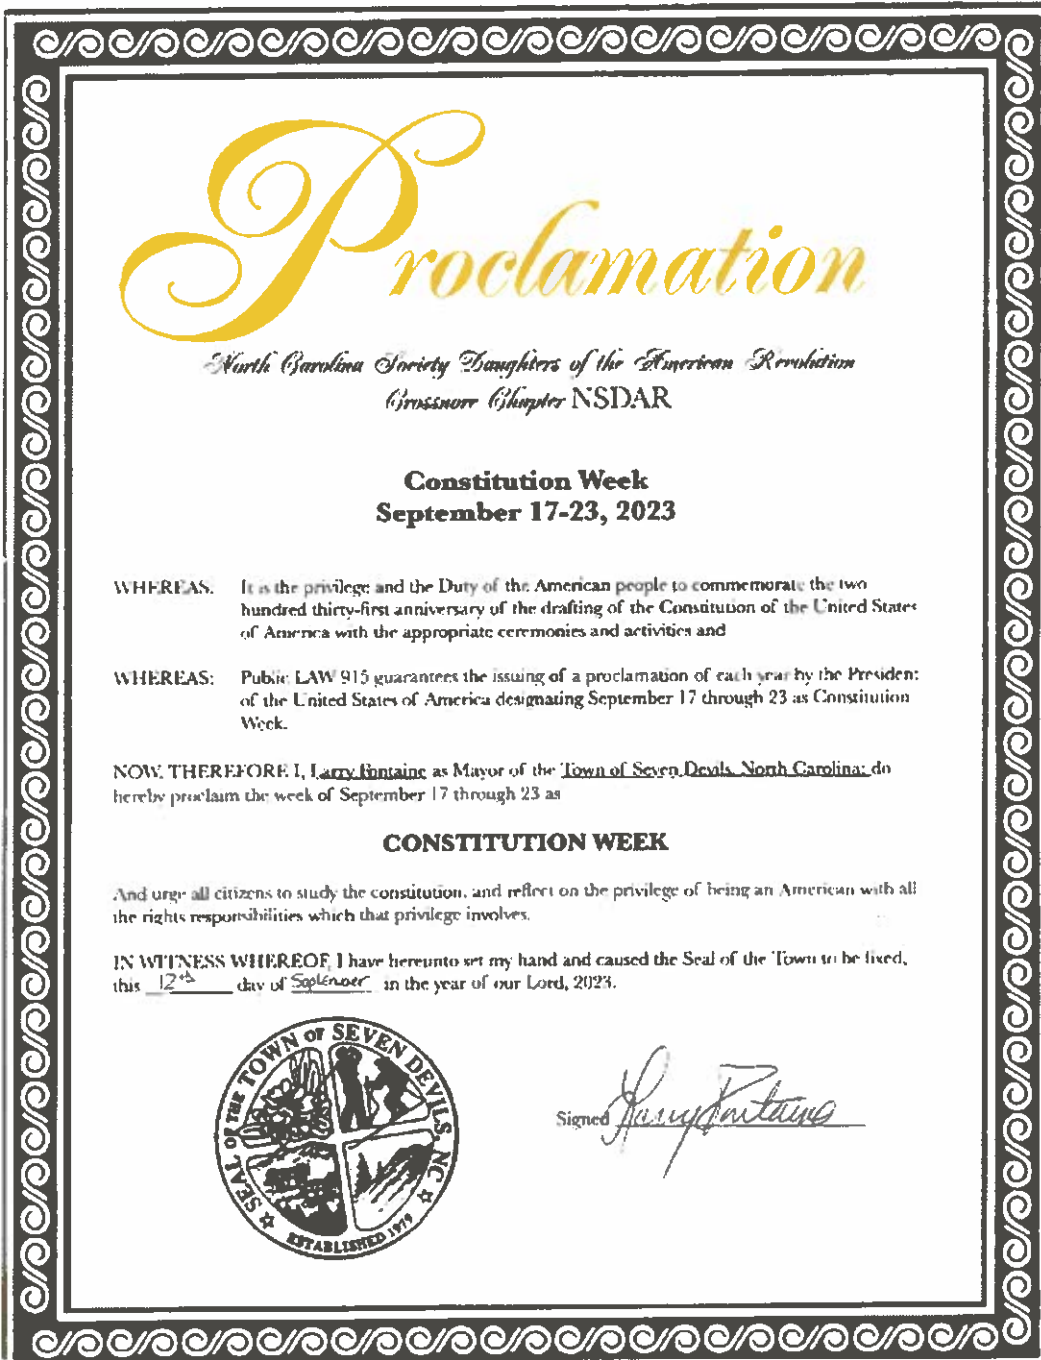 Proclamation
North Carolina Society Daughters of the American Revolution
Crossnore Chapter NSDAR
Constitution Week
September 17-23, 2023
WHEREAS: It is the privilege and the Duty of the American people to commemorate the two
hundred thirty-first anniversary of the drafting of the Constitution of the United States
of America with the appropriate ceremonies and activities and
WHEREAS: Public LAW 915 guarantees the issuing of a proclamation of each year by the President
of the United States of America designating September 17 through 23 as Constitution
Week.
NOW, THEREFORE I, Larry Fontaine as Mayor of the Town of Seven Devils, North Carolina; do
hereby proclaim the week of September 17 through 23 as
CONSTITUTION WEEK
And urge all citizens to study the constitution, and reflect on the privilege of being an American with all
the rights responsibilities which that privilege involves.
IN WITNESS WHEREOF, I have hereunto set my hand and caused the Seal of the Town to be fixed,
this 12th day of September in the year of our Lord, 2023.
SEAL OF THE TOWN OF SEVEN DEVILS, NC
ESTABLISHED 1979
Signed Larry Fontaine